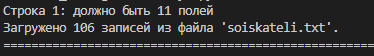 Строка 1: должно быть 11 полей
Загружено 106 записей из файла 'soiskateli.txt'.
======================================================